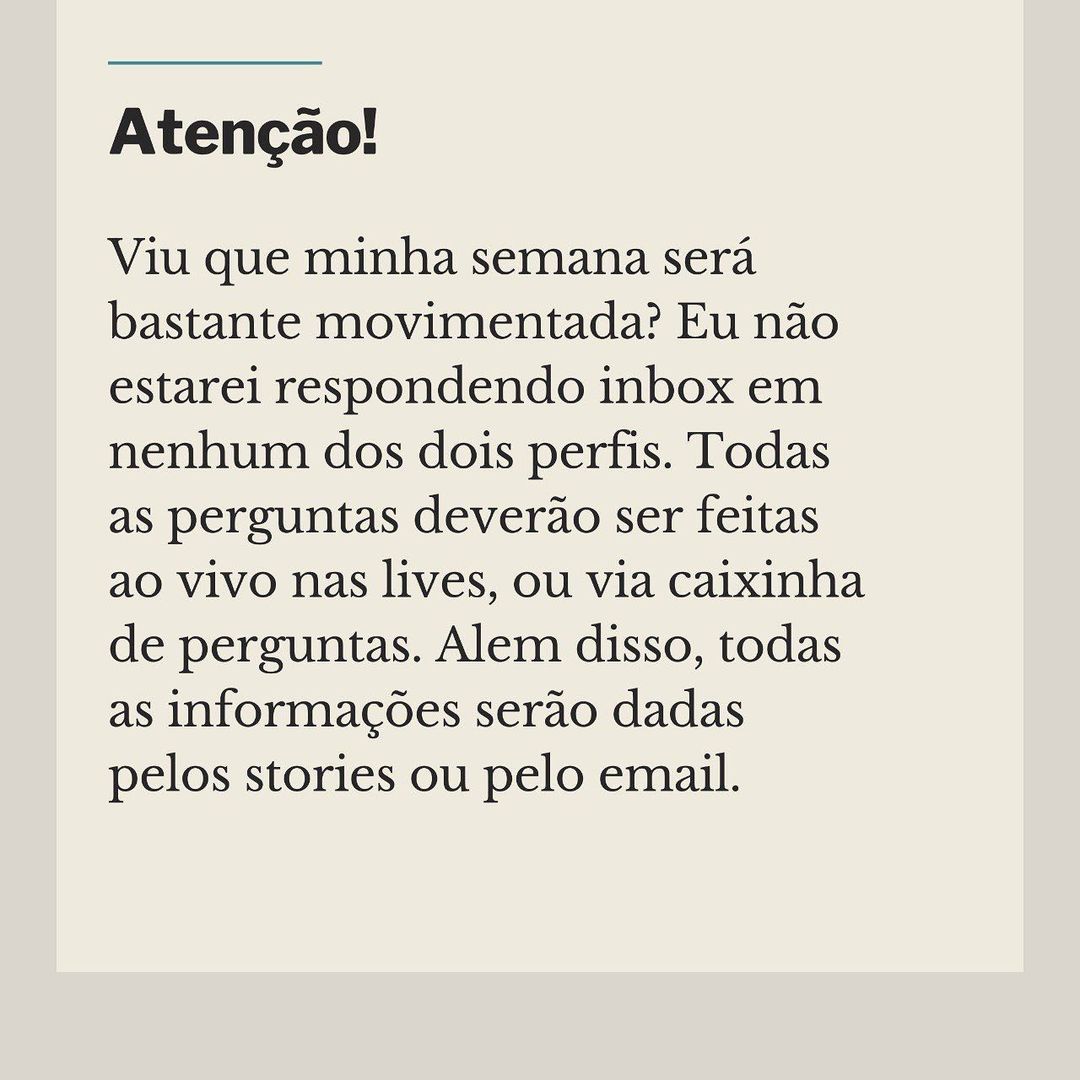 Atenção!
Viu que minha semana será
bastante movimentada? Eu não
estarei respondendo inbox em
nenhum dos dois perfis. Todas
as perguntas deverão ser feitas
ao vivo nas lives, ou via caixinha
de perguntas. Alem disso, todas
as informações serão dadas
pelos stories ou pelo email.